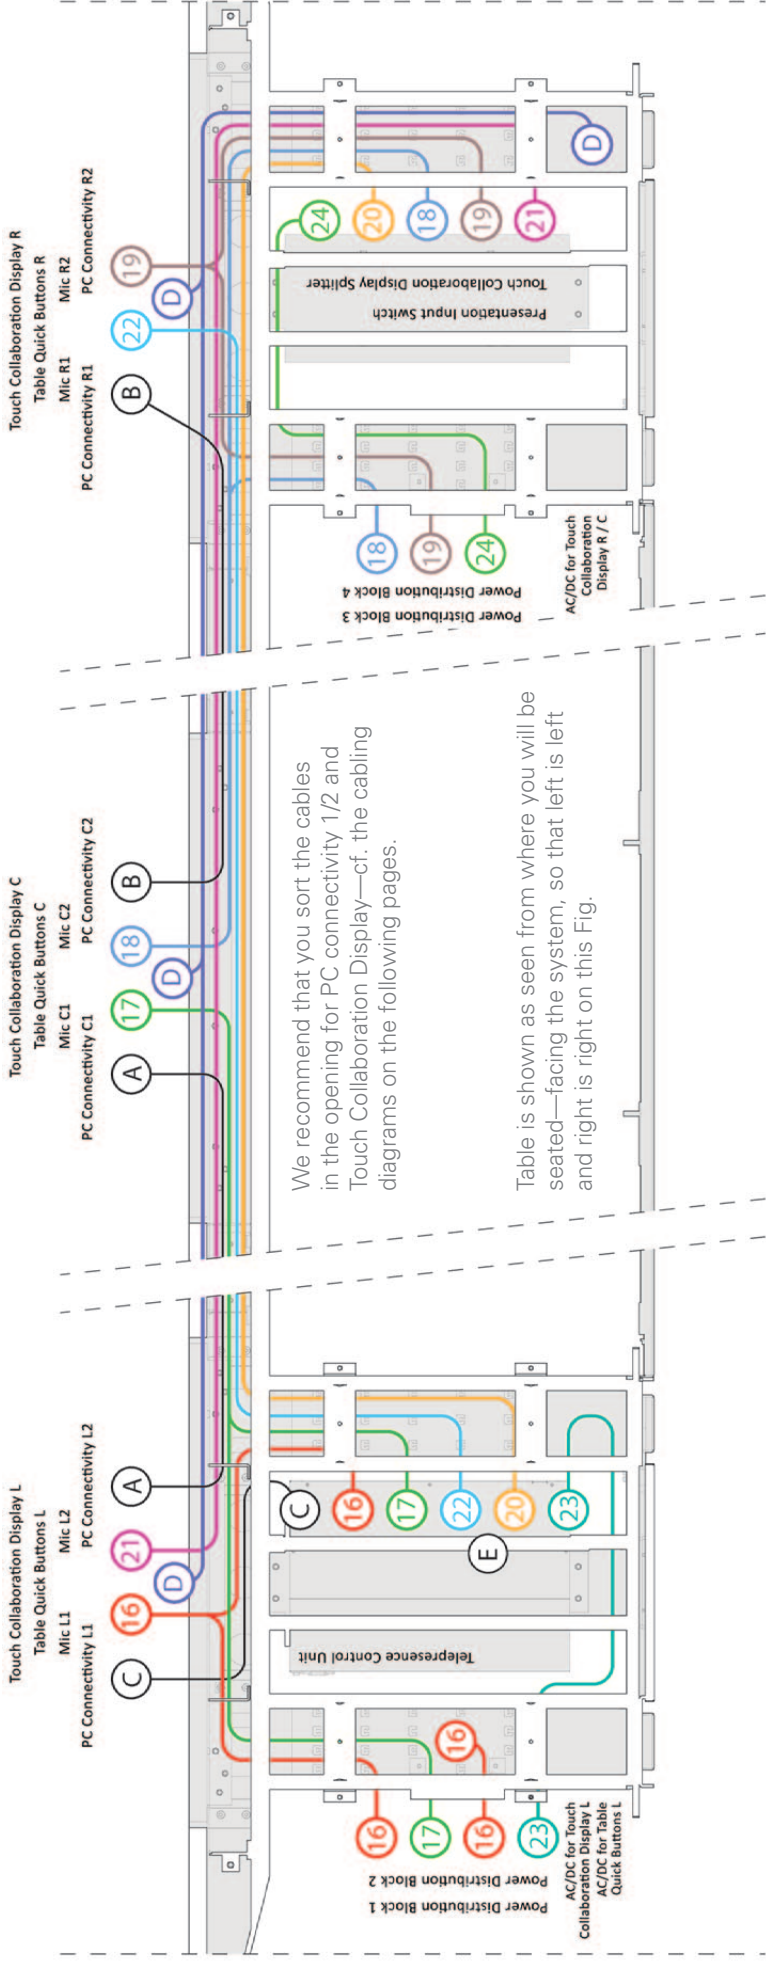 Touch Collaboration Display L
Table Quick Buttons L
Mic L1
Mic L2
PC Connectivity L1
PC Connectivity L2
C
16
D
21
A
Touch Collaboration Display C
Table Quick Buttons C
Mic C1
Mic C2
PC Connectivity C1
PC Connectivity C2
A
17
D
18
B
Touch Collaboration Display R
Table Quick Buttons R
Mic R1
Mic R2
PC Connectivity R1
PC Connectivity R2
B
22
D
19
Power Distribution Block 1
Power Distribution Block 2
16
17
16
23
16
AC/DC for Touch
Collaboration Display L
AC/DC for Table
Quick Buttons L
Telepresence Control
Unit
E
C
16
17
22
20
23
We recommend that you sort the cables
in the opening for PC connectivity 1/2 and
Touch Collaboration Display—cf. the cabling
diagrams on the following pages.
Table is shown as seen from where you will be
seated—facing the system, so that left is left
and right is right on this Fig.
Power Distribution Block 3
Power Distribution Block 4
18
19
24
AC/DC for Touch
Collaboration
Display R / C
Presentation Input Switch
Touch Collaboration Display Splitter
24
20
18
19
21
D